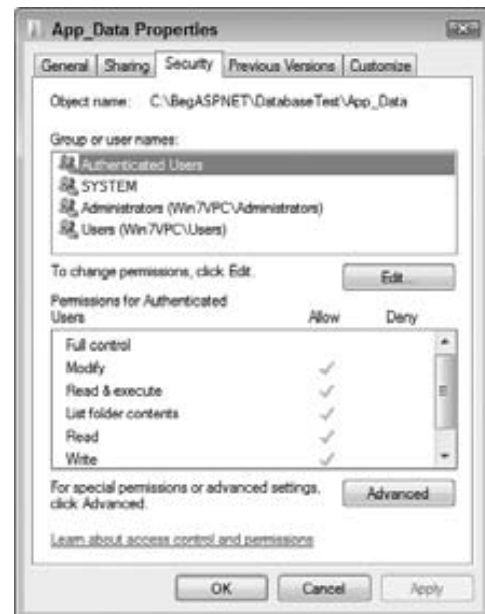 App_Data Properties
General Sharing Security Previous Versions Customize
Object name: C:\BegASPNET\DatabaseTest\App_Data
Group or user names:
Authenticated Users
SYSTEM
Administrators (Win7VPC\Administrators)
Users (Win7VPC\Users)
To change permissions, click Edit.
Edit...
Permissions for Authenticated
Users Allow Deny
Full control
Modify
Read & execute
List folder contents
Read
Write
For special permissions or advanced settings,
click Advanced.
Advanced
Learn about access control and permissions
OK Cancel Apply